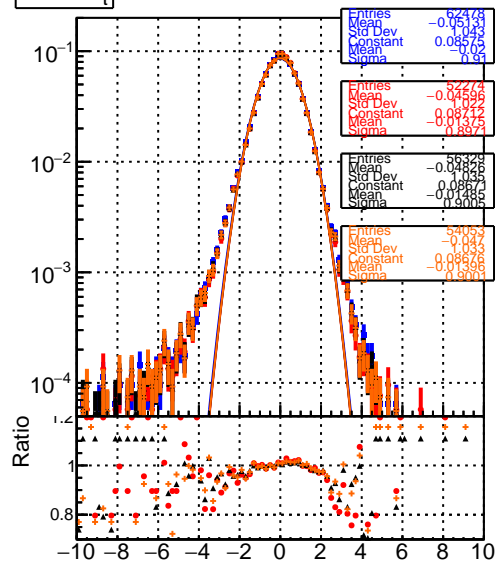 t
Entries 62478
Mean −0.05131
Std Dev 1.043
Constant 0.08575
Mean −0.02
Sigma 0.91
Entries 52274
Mean −0.04596
Std Dev 1.022
Constant 0.08712
Mean −0.01375
Sigma 0.8971
Entries 56329
Mean −0.04826
Std Dev 1.035
Constant 0.08671
Mean −0.01485
Sigma 0.9005
Entries 54053
Mean −0.047
Std Dev 1.033
Constant 0.08676
Mean −0.01396
Sigma
10−1
10−2
10−3
10−4
1.2
1
0.8
Ratio
−10 −8 −6 −4 −2 0 2 4 6 8 10